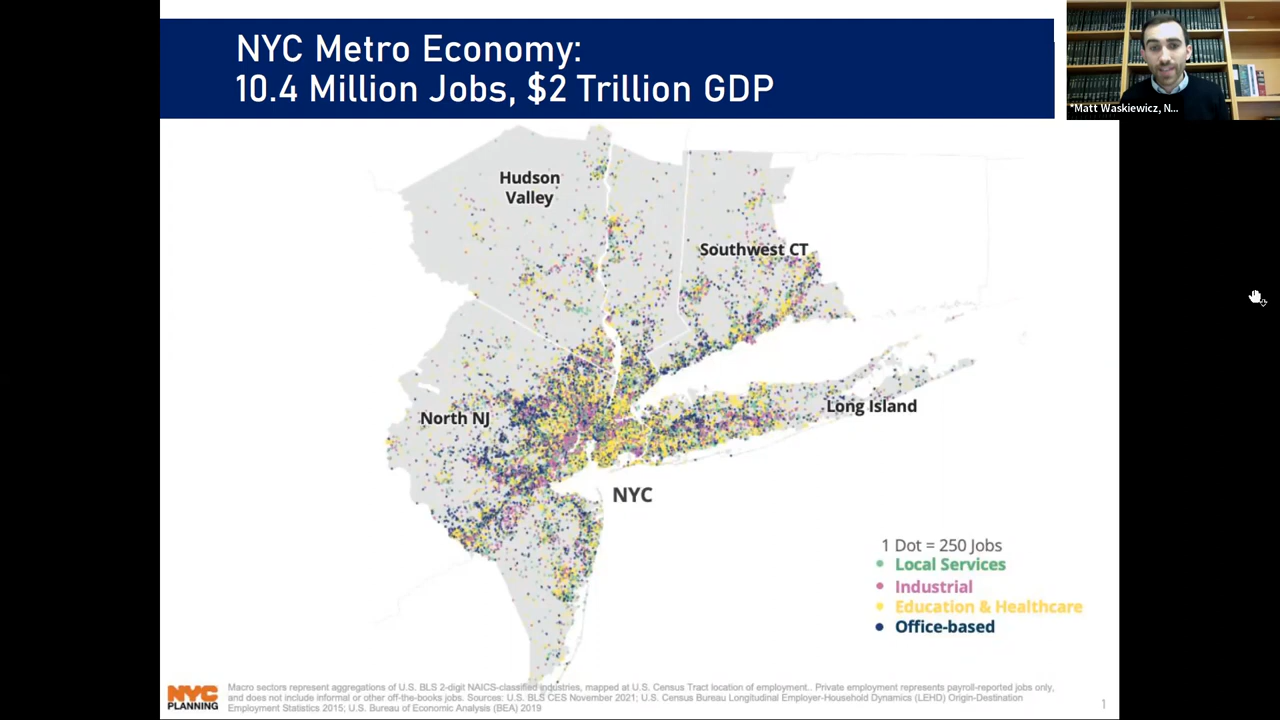 NYC Metro Economy:
10.4 Million Jobs, $2 Trillion GDP
*Matt Waskiewicz, N...
Hudson
Valley
Southwest CT
North NJ
Long Island
NYC
1 Dot = 250 Jobs
Local Services
Industrial
Education & Healthcare
Office-based
NYC
PLANNING
Macro sectors represent aggregations of U.S. BLS 2-digit NAICS-classified industries, mapped at U.S. Census Tract location of employment.. Private employment represents payroll-reported jobs only,
and does not include informal or other off-the-books jobs. Sources: U.S. BLS CES November 2021; U.S. Census Bureau Longitudinal Employer-Household Dynamics (LEHD) Origin-Destination
Employment Statistics 2015; U.S. Bureau of Economic Analysis (BEA) 2019
1